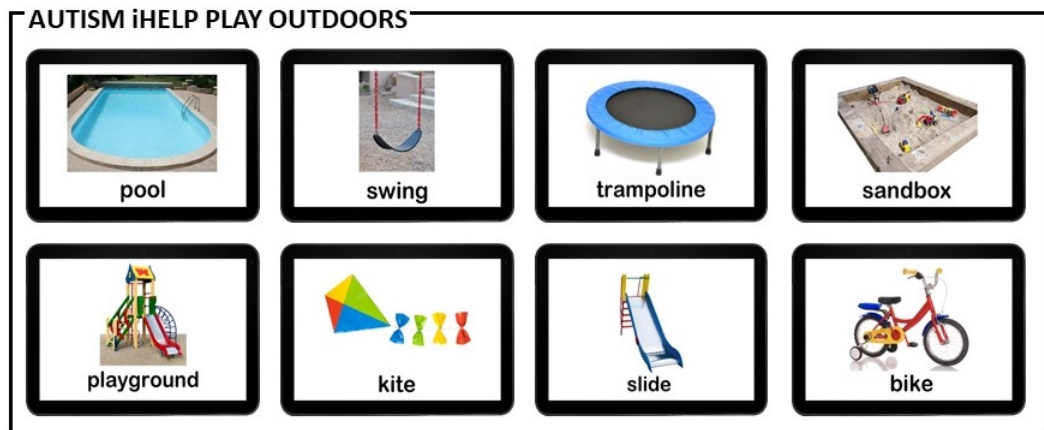 AUTISM iHELP PLAY OUTDOORS
pool
swing
trampoline
sandbox
playground
kite
slide
bike